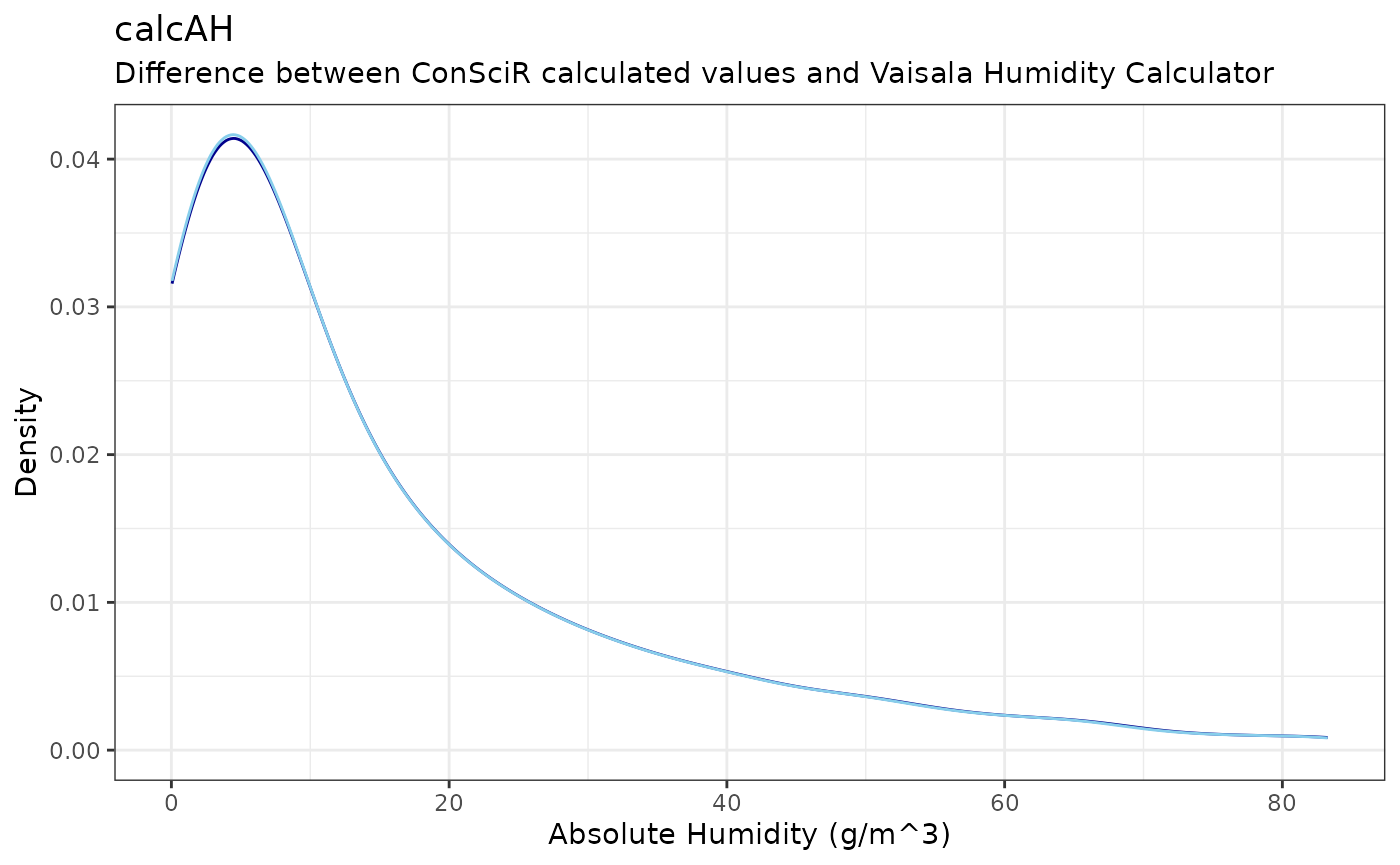 calcAH
Difference between ConSciR calculated values and Vaisala Humidity Calculator
0.04
0.03
0.02
0.01
0.00
Density
0 20 40 60 80
Absolute Humidity (g/m^3)